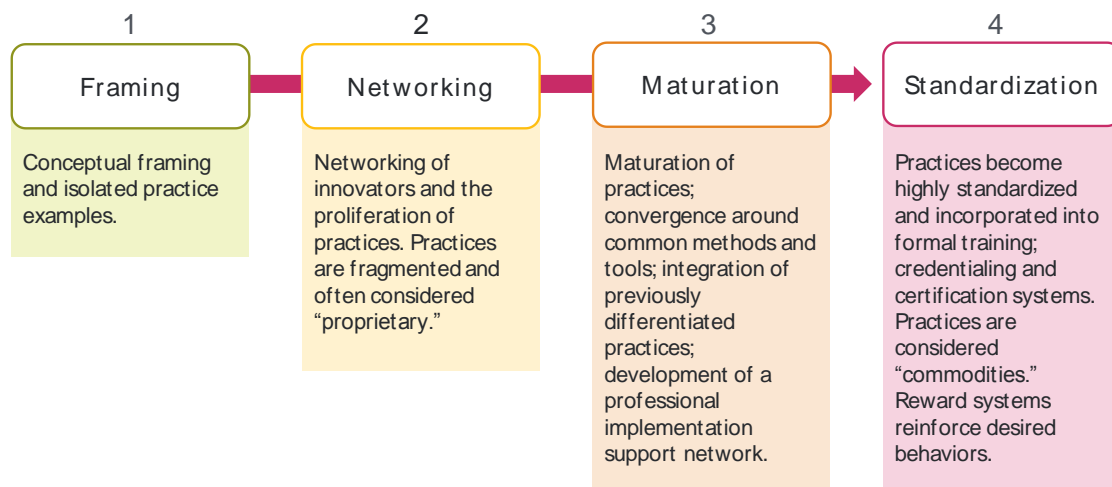 1
Framing
Conceptual framing
and isolated practice
examples.
2
Networking
Networking of
innovators and the
proliferation of
practices. Practices
are fragmented and
often considered
“proprietary.”
3
Maturation
Maturation of
practices;
convergence around
common methods and
tools; integration of
previously
differentiated
practices;
development of a
professional
implementation
support network.
4
Standardization
Practices become
highly standardized
and incorporated into
formal training;
credentialing and
certification systems.
Practices are
considered
“commodities.”
Reward systems
reinforce desired
behaviors.